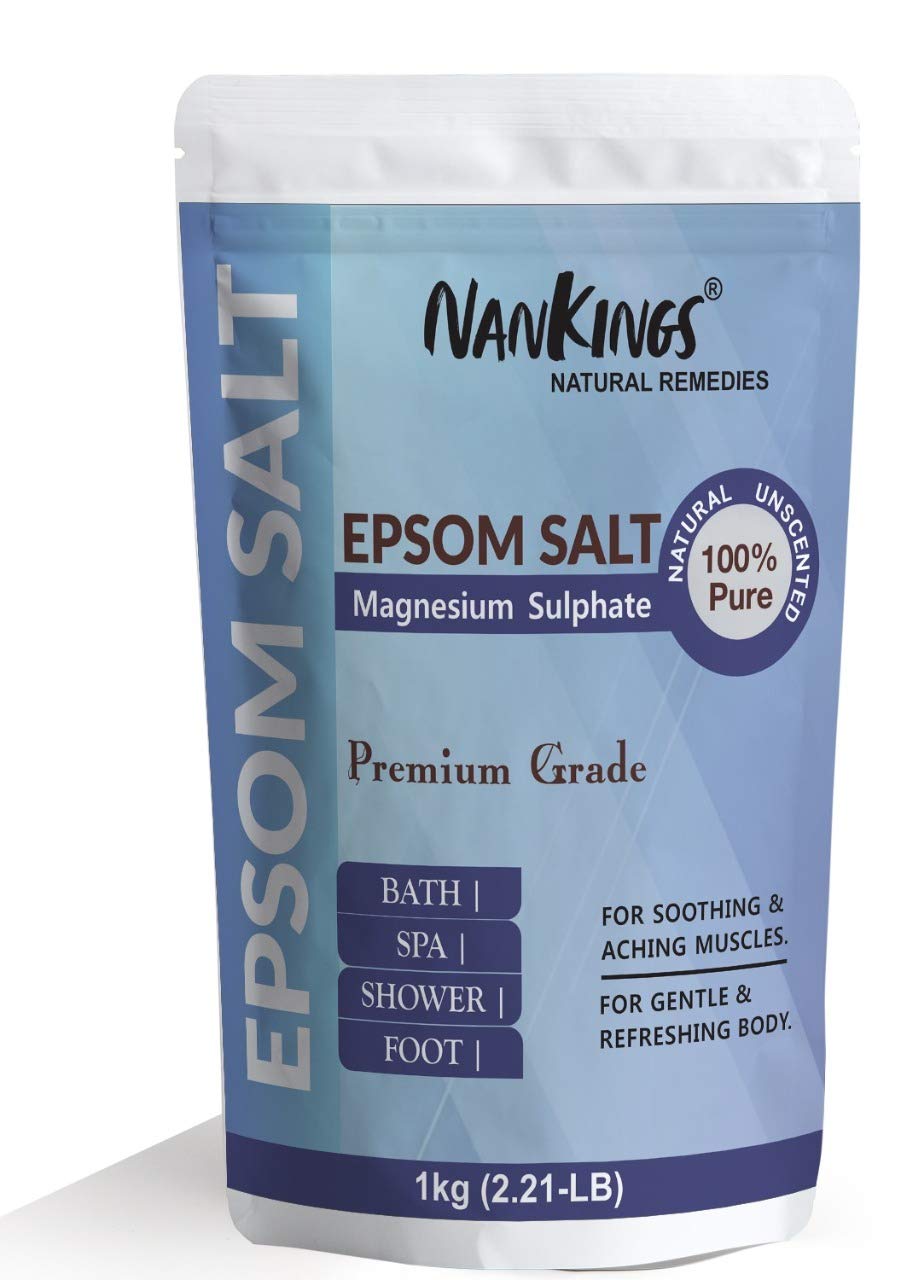 EPSOM SALT
NANKINGS®
NATURAL REMEDIES
EPSOM SALT
Magnesium Sulphate
NATURAL UNSCENTED
100%
Pure
Premium Grade
BATH |
SPA |
SHOWER |
FOOT |
FOR SOOTHING &
ACHING MUSCLES.
FOR GENTLE &
REFRESHING BODY.
1kg (2.21-LB)